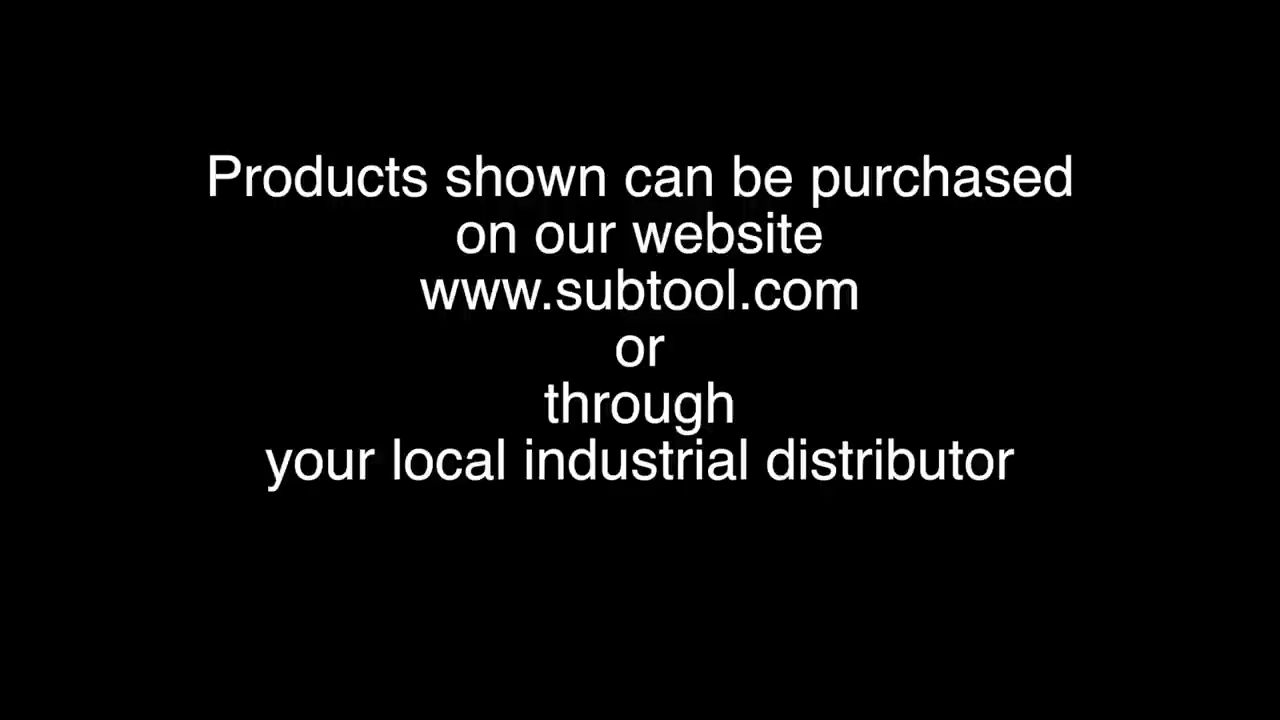 Products shown can be purchased
on our website
www.subtool.com
or
through
your local industrial distributor